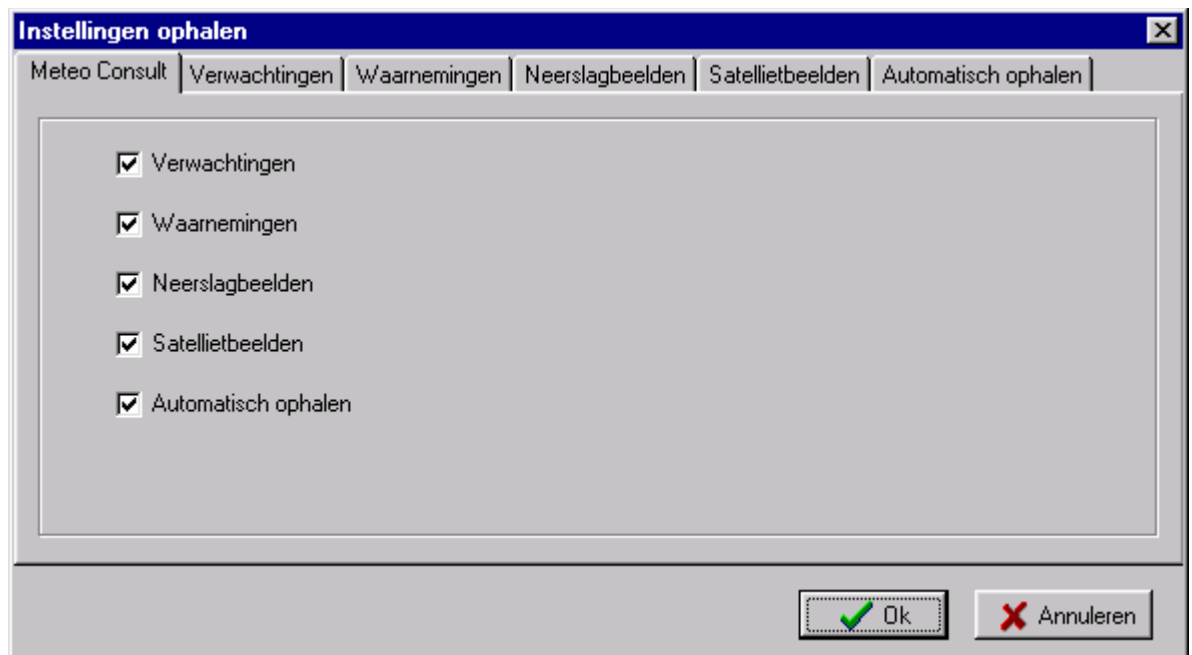 Instellingen ophalen
Meteo Consult Verwachtingen Waarnemingen Neerslagbeelden Satellietbeelden Automatisch ophalen
Verwachtingen
Waarnemingen
Neerslagbeelden
Satellietbeelden
Automatisch ophalen
Ok Annuleren